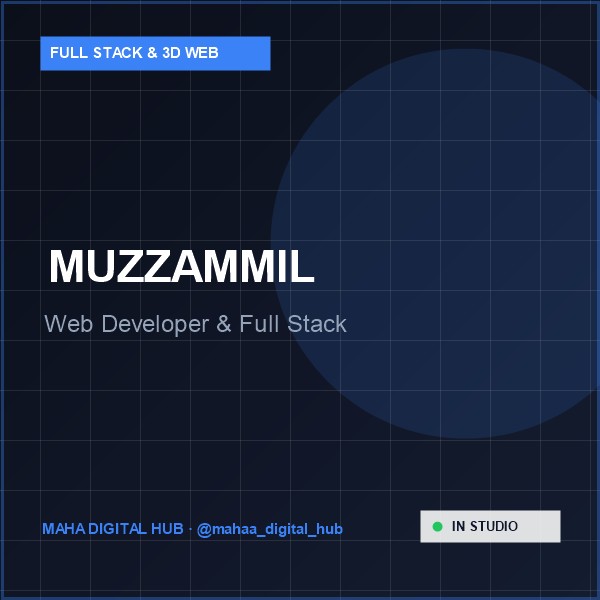 FULL STACK & 3D WEB
MUZZAMMIL
Web Developer & Full Stack
MAHA DIGITAL HUB · @mahaa_digital_hub
IN STUDIO